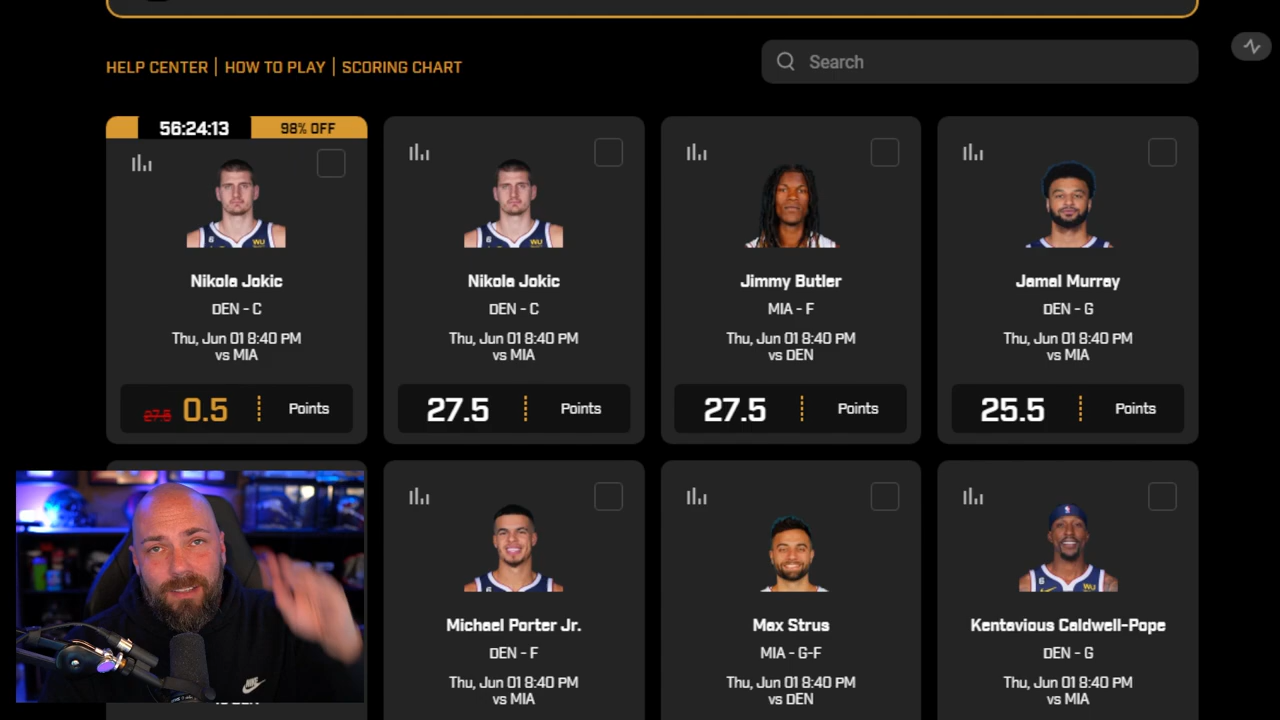 HELP CENTER | HOW TO PLAY | SCORING CHART
Search
56:24:13
98% OFF
Nikola Jokic
DEN - C
Thu, Jun 01 8:40 PM
vs MIA
27.5 0.5 Points
Nikola Jokic
DEN - C
Thu, Jun 01 8:40 PM
vs MIA
27.5 Points
Jimmy Butler
MIA - F
Thu, Jun 01 8:40 PM
vs DEN
27.5 Points
Jamal Murray
DEN - G
Thu, Jun 01 8:40 PM
vs MIA
25.5 Points
Michael Porter Jr.
DEN - F
Thu, Jun 01 8:40 PM
vs MIA
Max Strus
MIA - G-F
Thu, Jun 01 8:40 PM
vs DEN
Kentavious Caldwell-Pope
DEN - G
Thu, Jun 01 8:40 PM
vs MIA